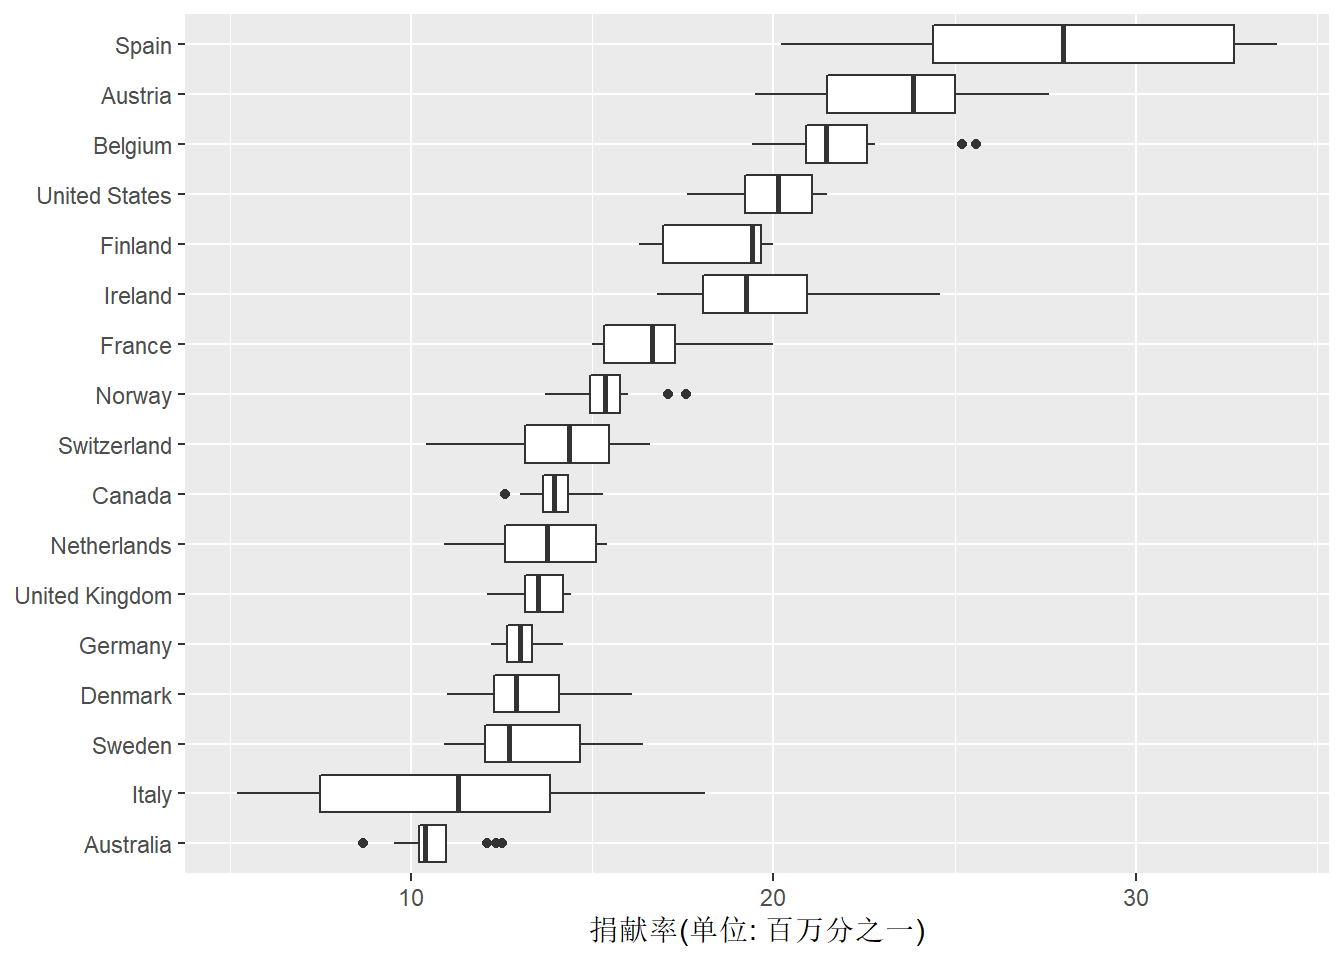 Spain
Austria
Belgium
United States
Finland
Ireland
France
Norway
Switzerland
Canada
Netherlands
United Kingdom
Germany
Denmark
Sweden
Italy
Australia
10 20 30
捐献率(单位: 百万分之一)